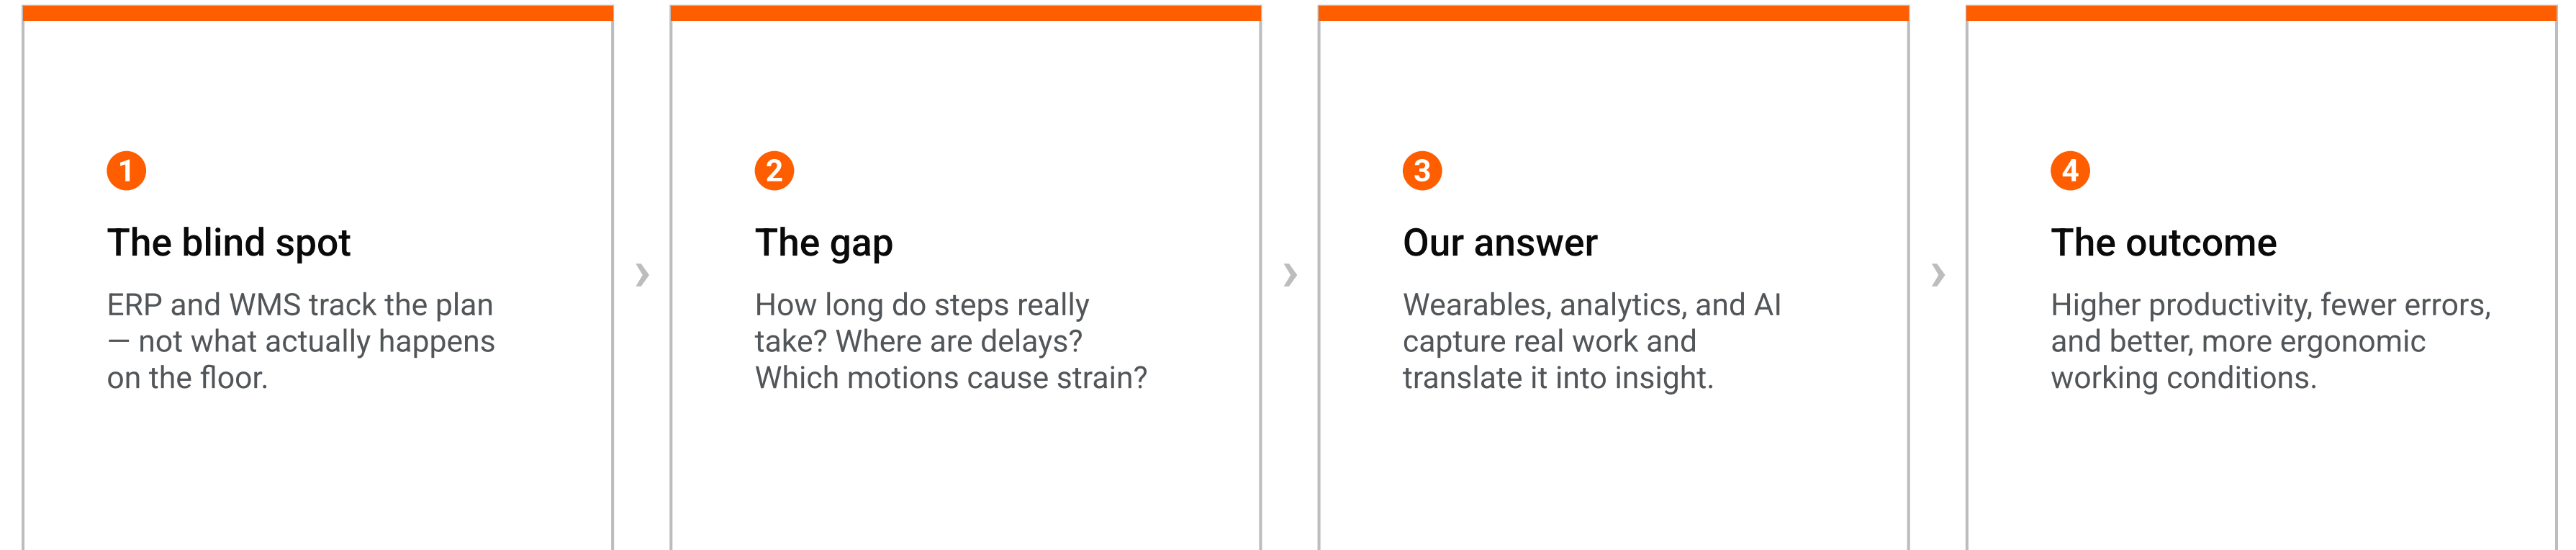 1
The blind spot
ERP and WMS track the plan
— not what actually happens
on the floor.
›
2
The gap
How long do steps really
take? Where are delays?
Which motions cause strain?
›
3
Our answer
Wearables, analytics, and AI
capture real work and
translate it into insight.
›
4
The outcome
Higher productivity, fewer errors,
and better, more ergonomic
working conditions.